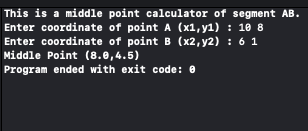 This is a middle point calculator of segment AB.
Enter coordinate of point A (x1,y1) : 10 8
Enter coordinate of point B (x2,y2) : 6 1
Middle Point (8.0,4.5)
Program ended with exit code: 0